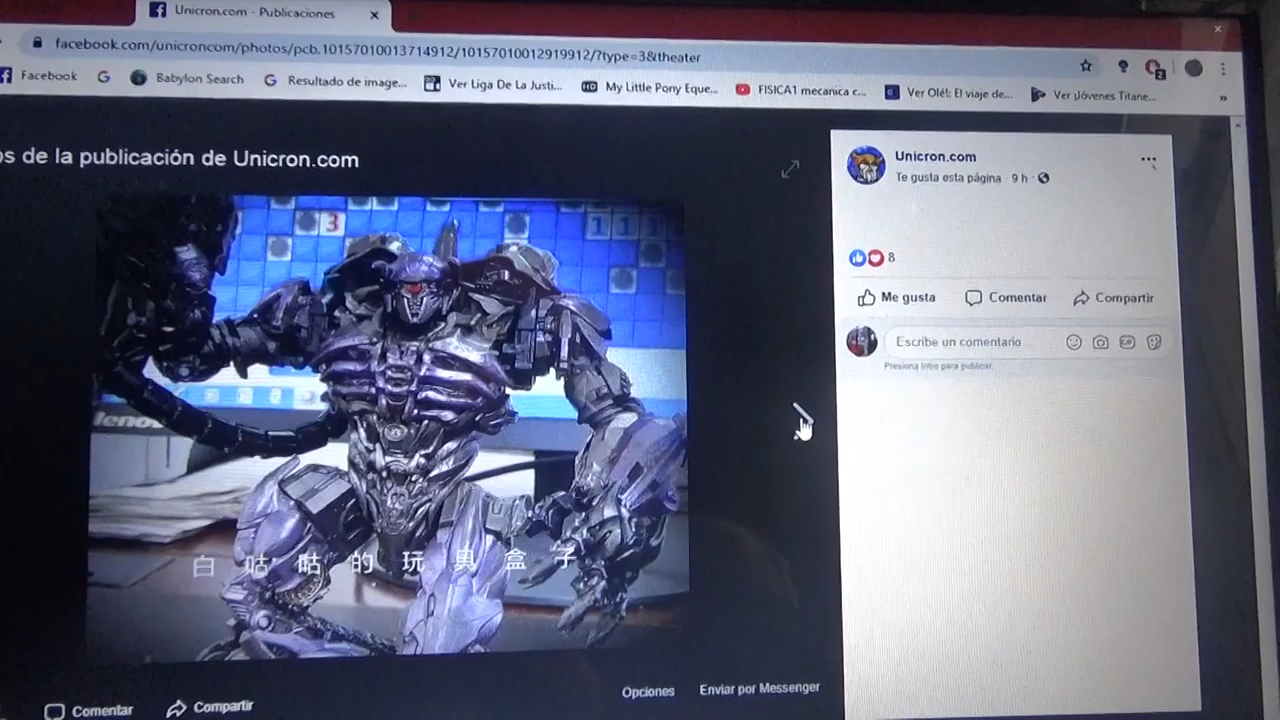 Unicron.com - Publicaciones
facebook.com/unicroncom/photos/pcb.10157010013714912/10157010012919912/?type=3&theater
Facebook
Babylon Search
Resultado de image...
Ver Liga De La Justi...
My Little Pony Eque...
FISICA1 mecanica c...
Ver Olé!: El viaje de...
Ver ¡Jóvenes Titane...
os de la publicación de Unicron.com
Unicron.com
Te gusta esta página · 9 h ·
3
1 1 1
8
Me gusta Comentar Compartir
Escribe un comentario
Presiona Intro para publicar.
lenovo
白咕咕的玩具盒子
Opciones Enviar por Messenger
Comentar Compartir